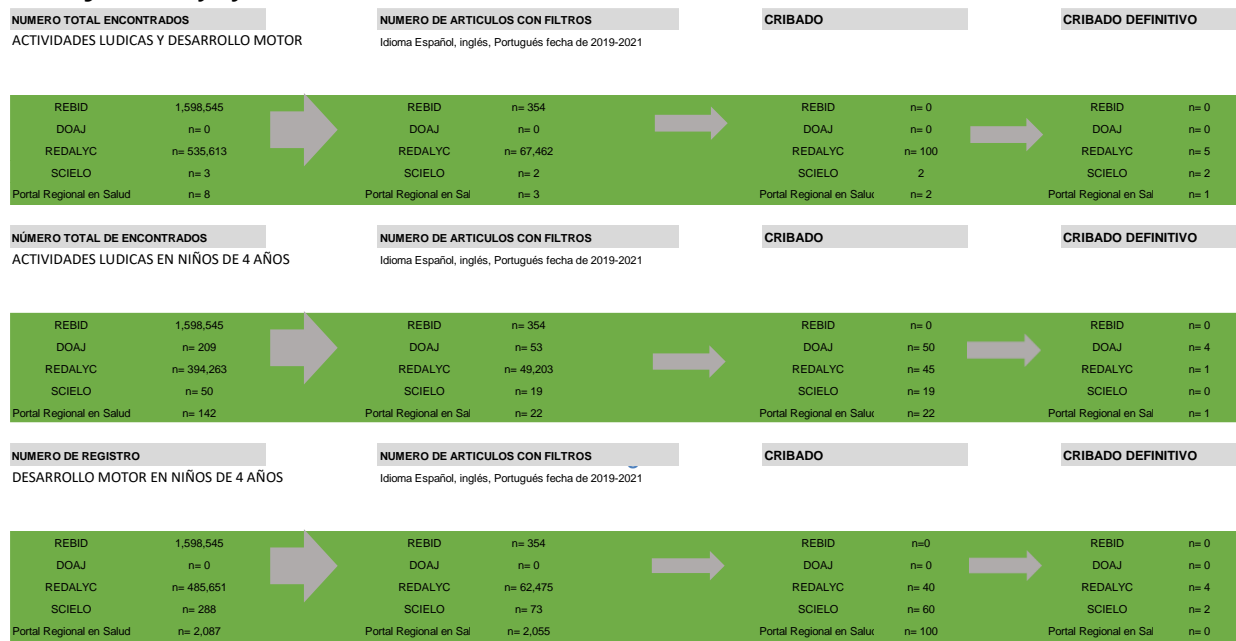 NUMERO TOTAL ENCONTRADOS NUMERO DE ARTICULOS CON FILTROS CRIBADO CRIBADO DEFINITIVO
ACTIVIDADES LUDICAS Y DESARROLLO MOTOR Idioma Español, inglés, Portugués fecha de 2019-2021
REBID 1,598,545 REBID n= 354 REBID n= 0 REBID n= 0
DOAJ n= 0 DOAJ n= 0 DOAJ n= 0 DOAJ n= 0
REDALYC n= 535,613 REDALYC n= 67,462 REDALYC n= 100 REDALYC n= 5
SCIELO n= 3 SCIELO n= 2 SCIELO 2 SCIELO n= 2
Portal Regional en Salud n= 8 Portal Regional en Sal n= 3 Portal Regional en Saluc n= 2 Portal Regional en Sal n= 1
NÚMERO TOTAL DE ENCONTRADOS NUMERO DE ARTICULOS CON FILTROS CRIBADO CRIBADO DEFINITIVO
ACTIVIDADES LUDICAS EN NIÑOS DE 4 AÑOS Idioma Español, inglés, Portugués fecha de 2019-2021
REBID 1,598,545 REBID n= 354 REBID n= 0 REBID n= 0
DOAJ n= 209 DOAJ n= 53 DOAJ n= 50 DOAJ n= 4
REDALYC n= 394,263 REDALYC n= 49,203 REDALYC n= 45 REDALYC n= 1
SCIELO n= 50 SCIELO n= 19 SCIELO n= 19 SCIELO n= 0
Portal Regional en Salud n= 142 Portal Regional en Sal n= 22 Portal Regional en Saluc n= 22 Portal Regional en Sal n= 1
NUMERO DE REGISTRO NUMERO DE ARTICULOS CON FILTROS CRIBADO CRIBADO DEFINITIVO
DESARROLLO MOTOR EN NIÑOS DE 4 AÑOS Idioma Español, inglés, Portugués fecha de 2019-2021
REBID 1,598,545 REBID n= 354 REBID n=0 REBID n= 0
DOAJ n= 0 DOAJ n= 0 DOAJ n= 0 DOAJ n= 0
REDALYC n= 485,651 REDALYC n= 62,475 REDALYC n= 40 REDALYC n= 4
SCIELO n= 288 SCIELO n= 73 SCIELO n= 60 SCIELO n= 2
Portal Regional en Salud n= 2,087 Portal Regional en Sal n= 2,055 Portal Regional en Saluc n= 100 Portal Regional en Sal n= 0